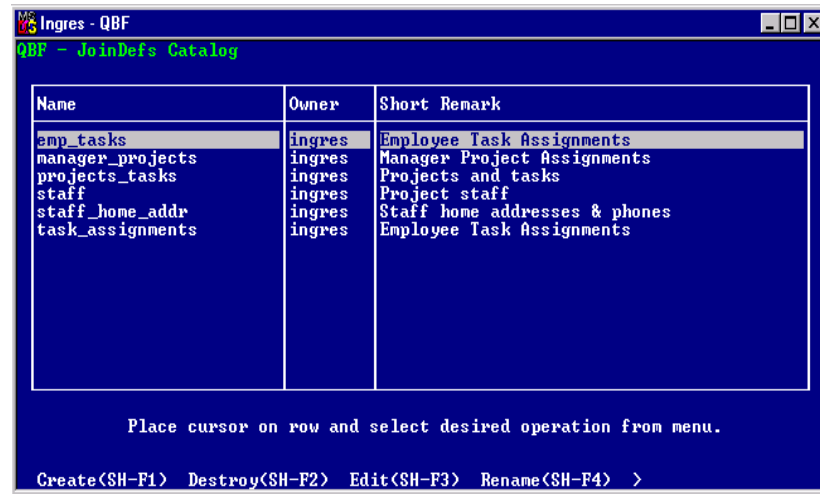 Ingres - QBF
QBF - JoinDefs Catalog
Name Owner Short Remark
emp_tasks ingres Employee Task Assignments
manager_projects ingres Manager Project Assignments
projects_tasks ingres Projects and tasks
staff ingres Project staff
staff_home_addr ingres Staff home addresses & phones
task_assignments ingres Employee Task Assignments
Place cursor on row and select desired operation from menu.
Create(SH-F1) Destroy(SH-F2) Edit(SH-F3) Rename(SH-F4) >